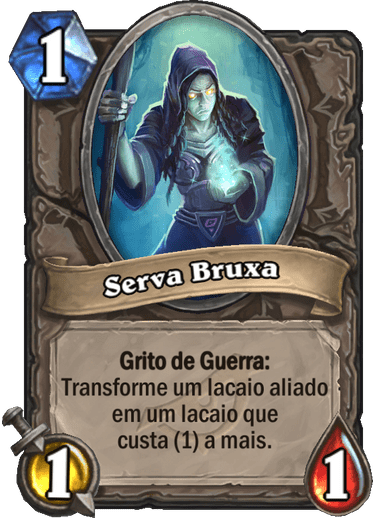 1
Serva Bruxa
Grito de Guerra:
Transforme um lacaio aliado
em um lacaio que
custa (1) a mais.
1 1